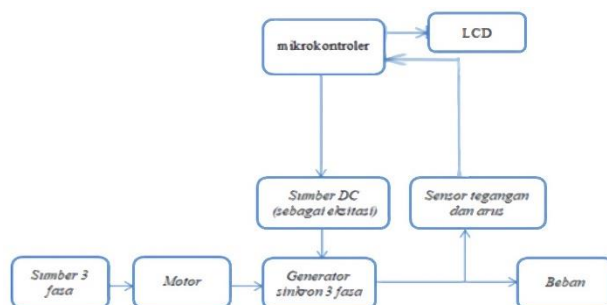 mikrokontroler
LCD
Sumber DC
(sebagai eksitasi)
Sensor tegangan
dan arus
Sumber 3
fasa
Motor
Generator
sinkron 3 fasa
Beban